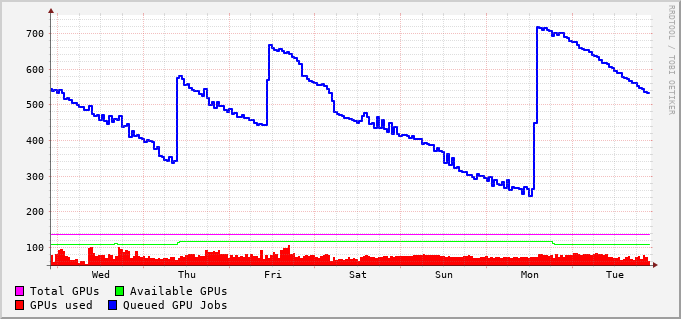 700
600
500
400
300
200
100
Wed Thu Fri Sat Sun Mon Tue
Total GPUs Available GPUs
GPUs used Queued GPU Jobs
RRDTOOL / TOBI OETIKER